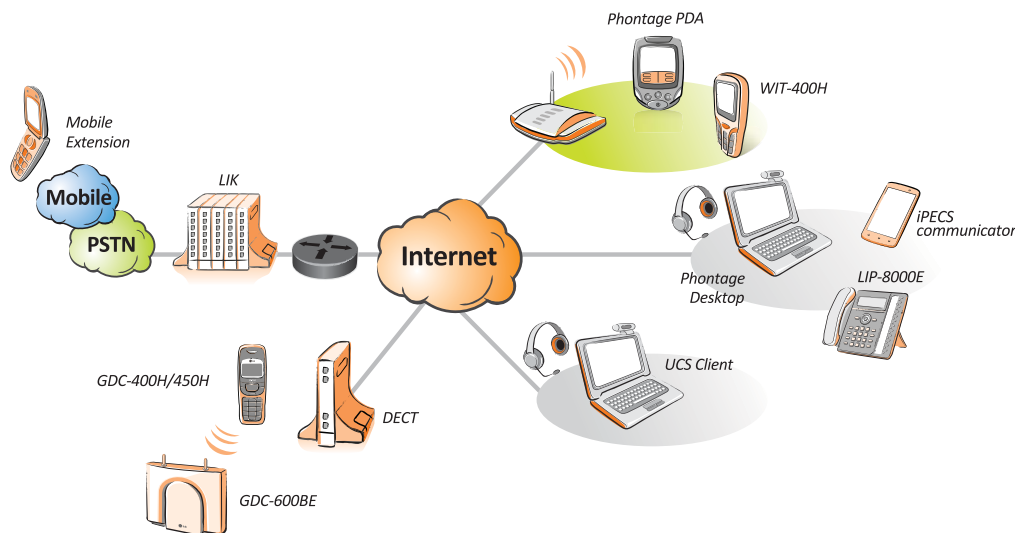 Phontage PDA
WIT-400H
Mobile
Extension
LIK
Mobile
PSTN
Internet
iPECS
communicator
Phontage
Desktop
LIP-8000E
UCS Client
GDC-400H/450H
DECT
GDC-600BE